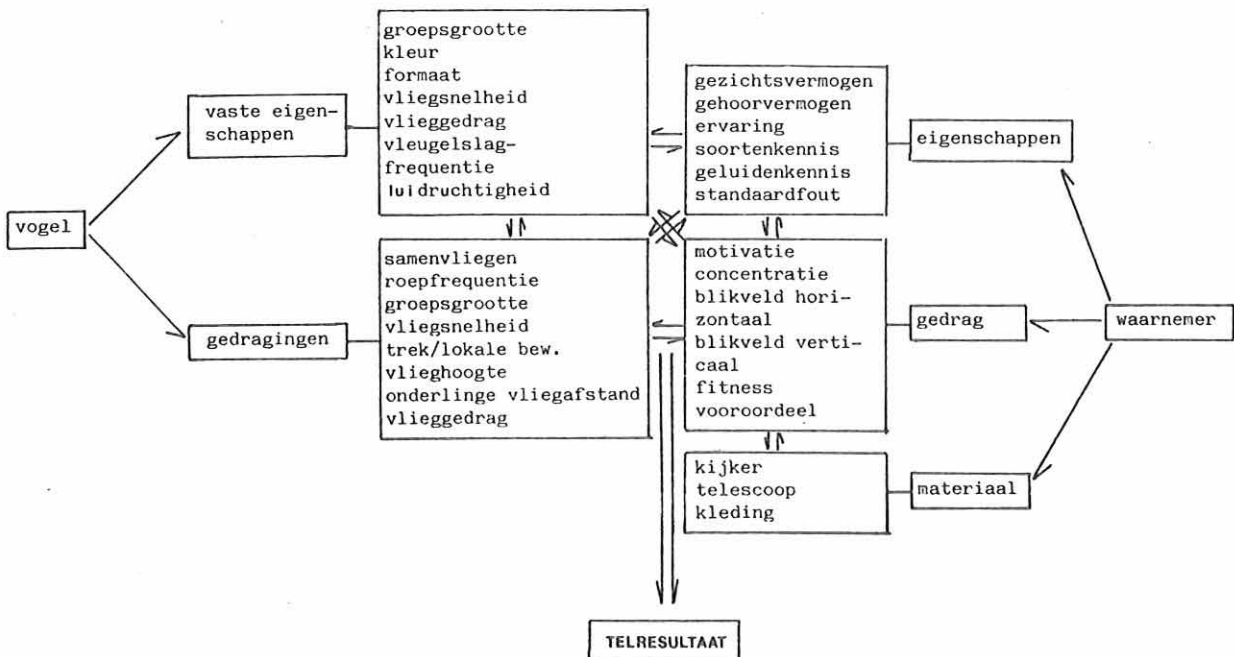 vogel
vaste eigen-
schappen
gedragingen
groepsgrootte
kleur
formaat
vliegsnelheid
vlieggedrag
vleugelslag-
frequentie
luidruchtigheid
samenvliegen
roepfrequentie
groepsgrootte
vliegsnelheid
trek/lokale bew.
vlieghoogte
onderlinge vliegafstand
vlieggedrag
gezichtsvermogen
gehoorvermogen
ervaring
soortenkennis
geluidenkennis
standaardfout
motivatie
concentratie
blikveld hori-
zontaal
blikveld verti-
caal
fitness
vooroordeel
kijker
telescoop
kleding
eigenschappen
gedrag
materiaal
waarnemer
TELRESULTAAT